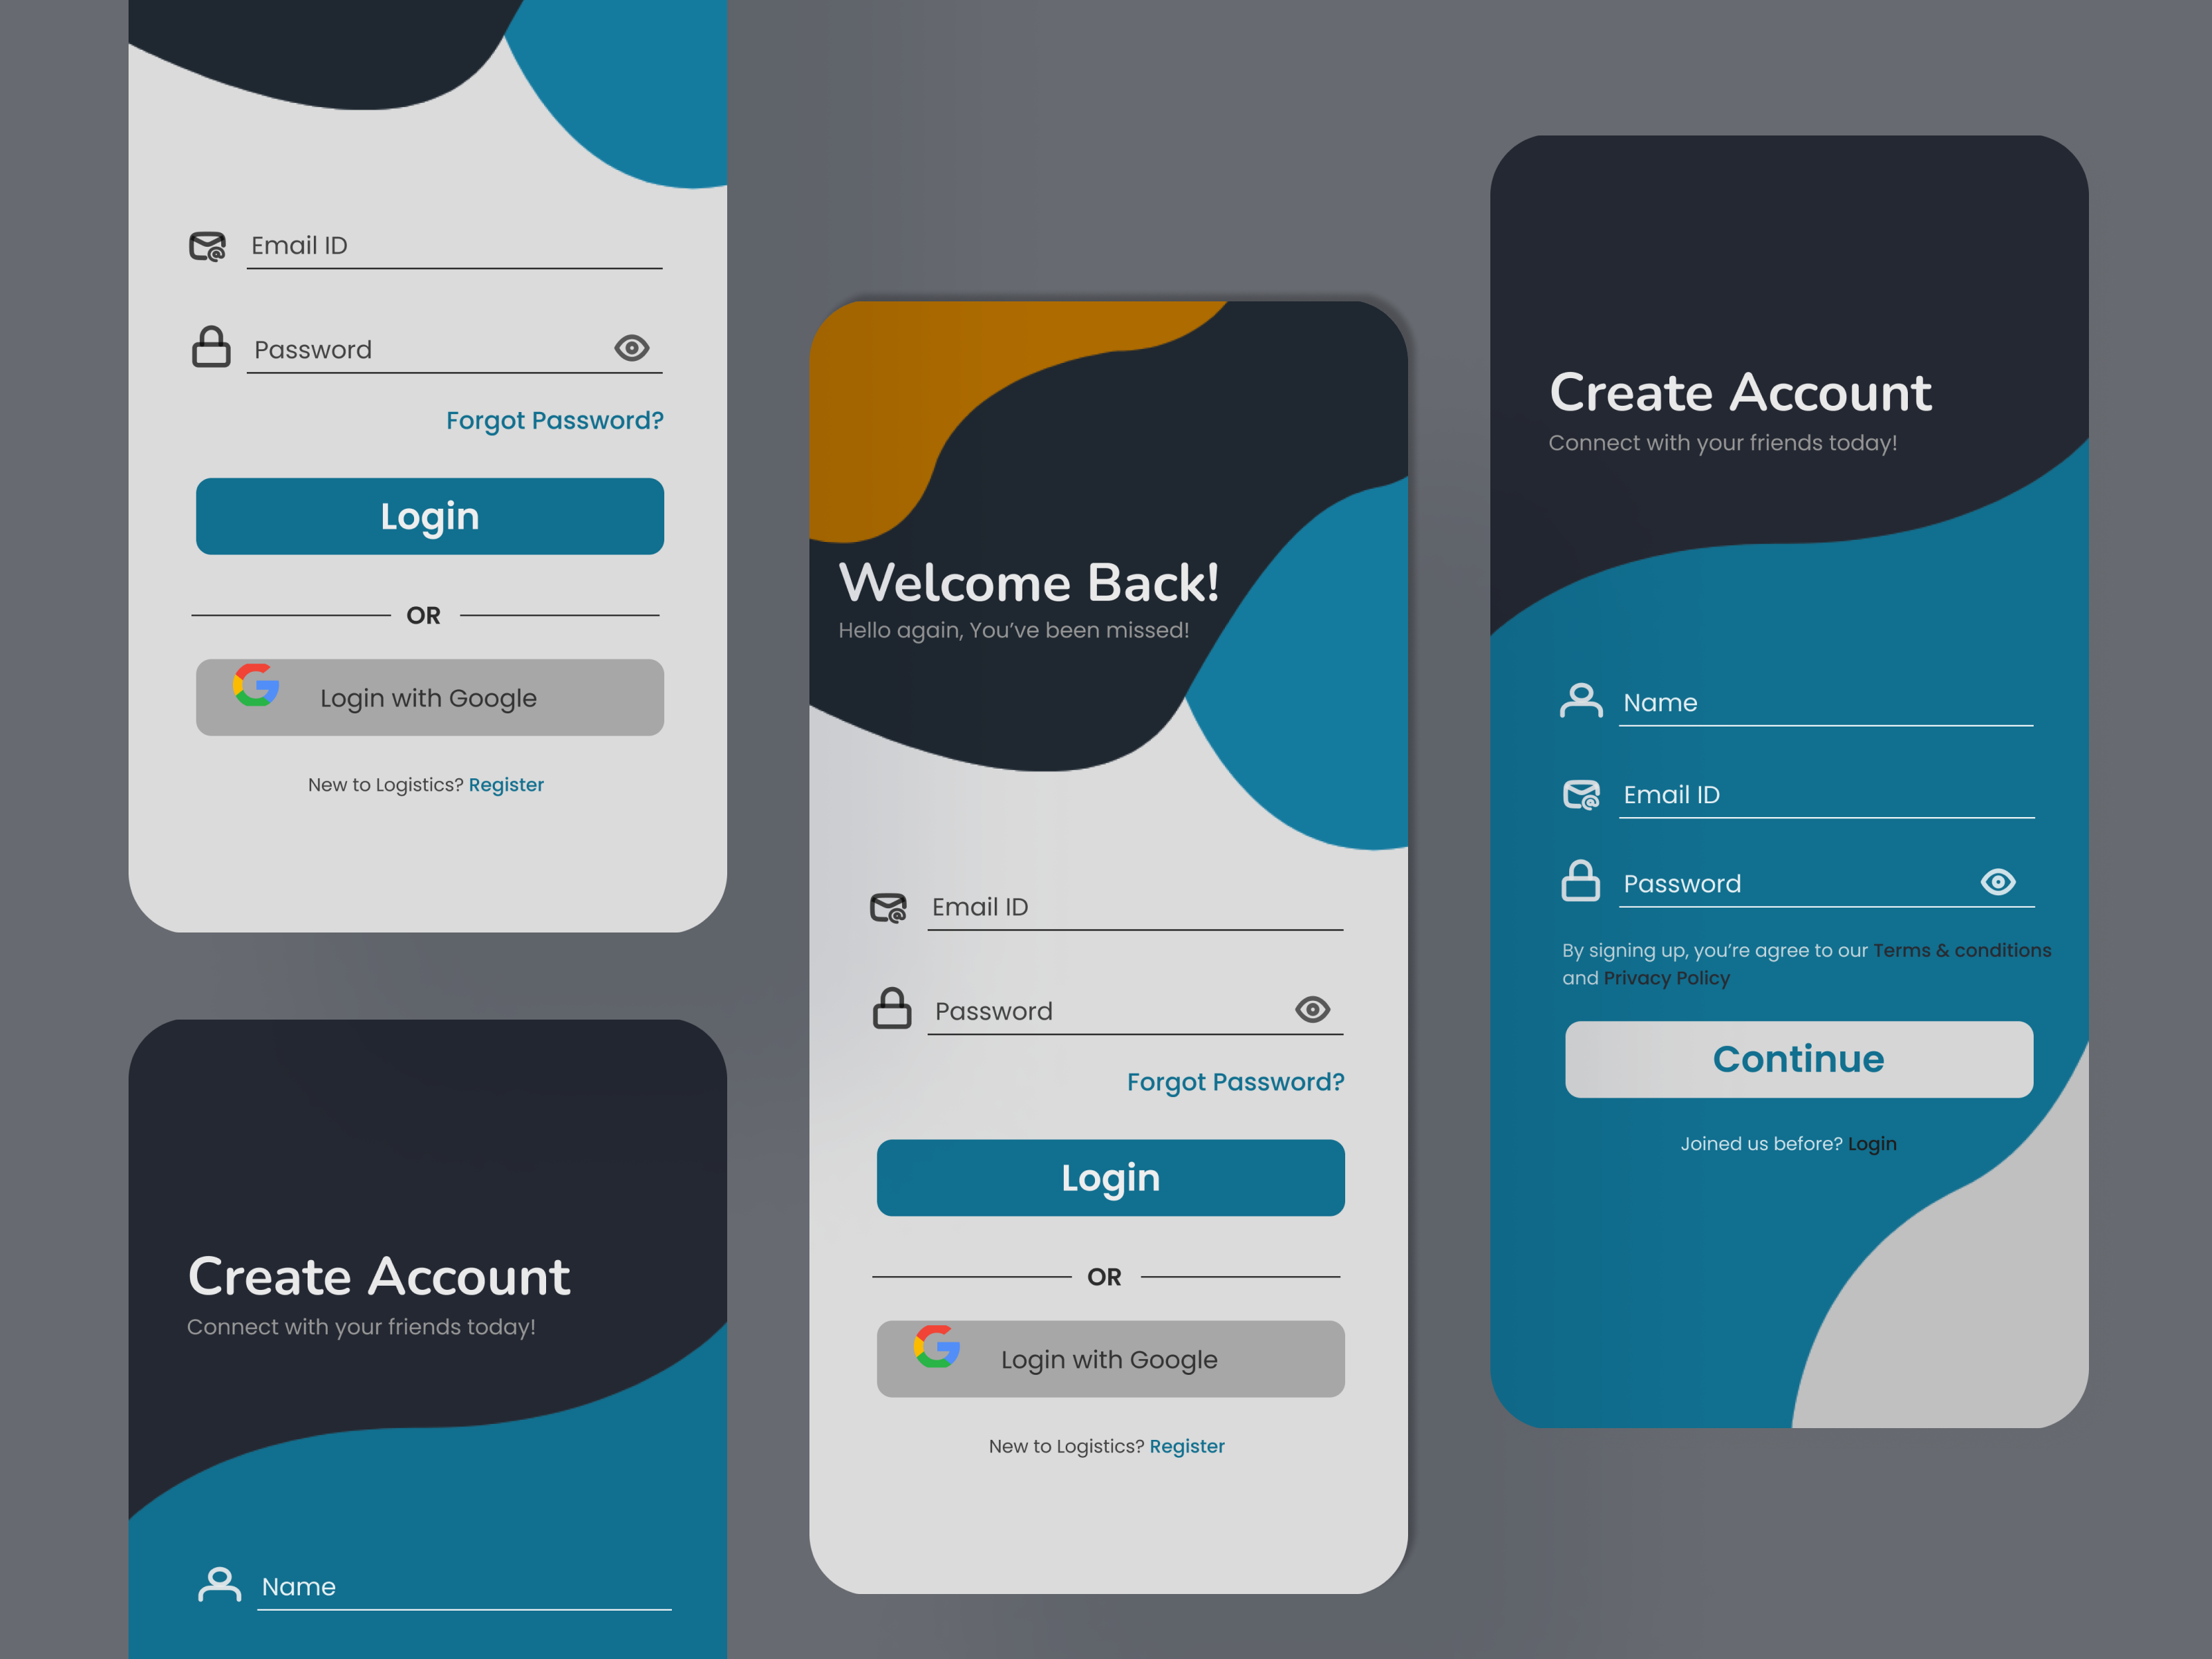 Email ID
Password
Forgot Password?
Login
OR
Login with Google
New to Logistics? Register
Create Account
Connect with your friends today!
Name
Welcome Back!
Hello again, You've been missed!
Email ID
Password
Forgot Password?
Login
OR
Login with Google
New to Logistics? Register
Create Account
Connect with your friends today!
Name
Email ID
Password
By signing up, you're agree to our Terms & conditions
and Privacy Policy
Continue
Joined us before? Login